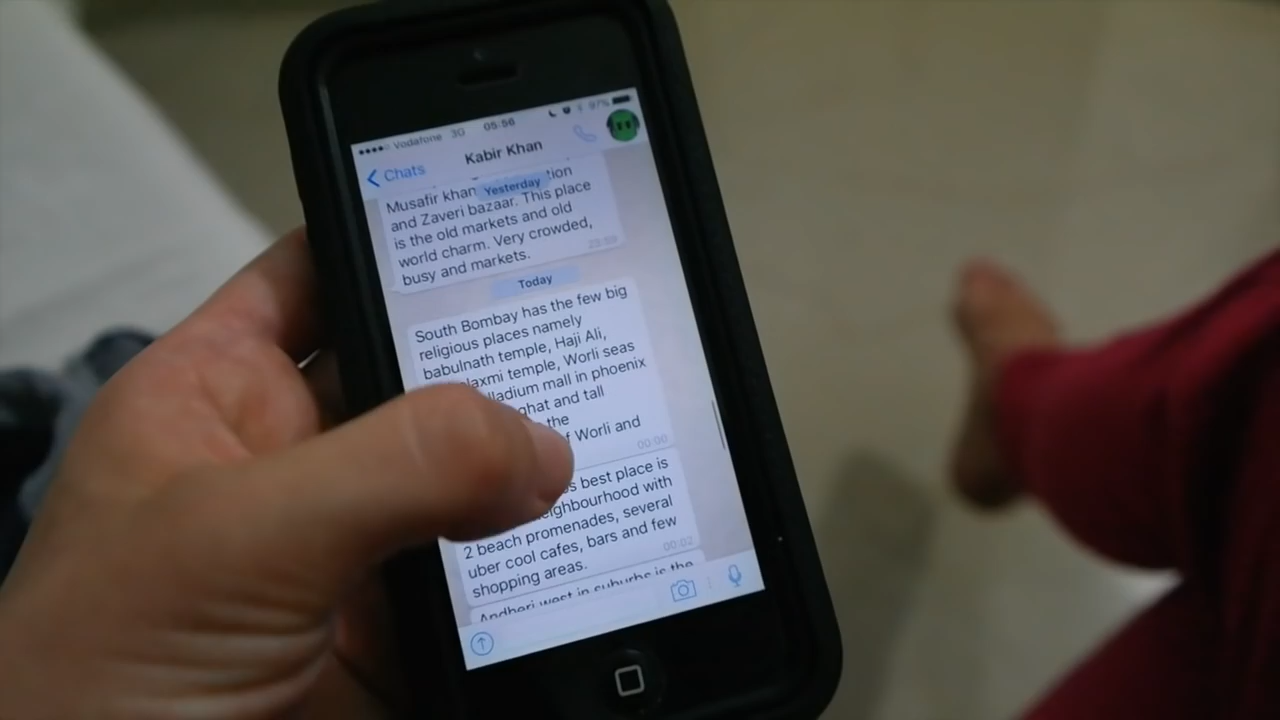 Vodafone 3G 05:56 97%
Chats
Kabir Khan
Musafir khan tion
Yesterday
and Zaveri bazaar. This place
is the old markets and old
world charm. Very crowded,
busy and markets.
23:59
Today
South Bombay has the few big
religious places namely
babulnath temple, Haji Ali,
laxmi temple, Worli seas
lladium mall in phoenix
ghat and tall
the
f Worli and
00:00
s best place is
ighbourhood with
2 beach promenades, several
uber cool cafes, bars and few
shopping areas.
00:02
Andheri west in suburbs is the